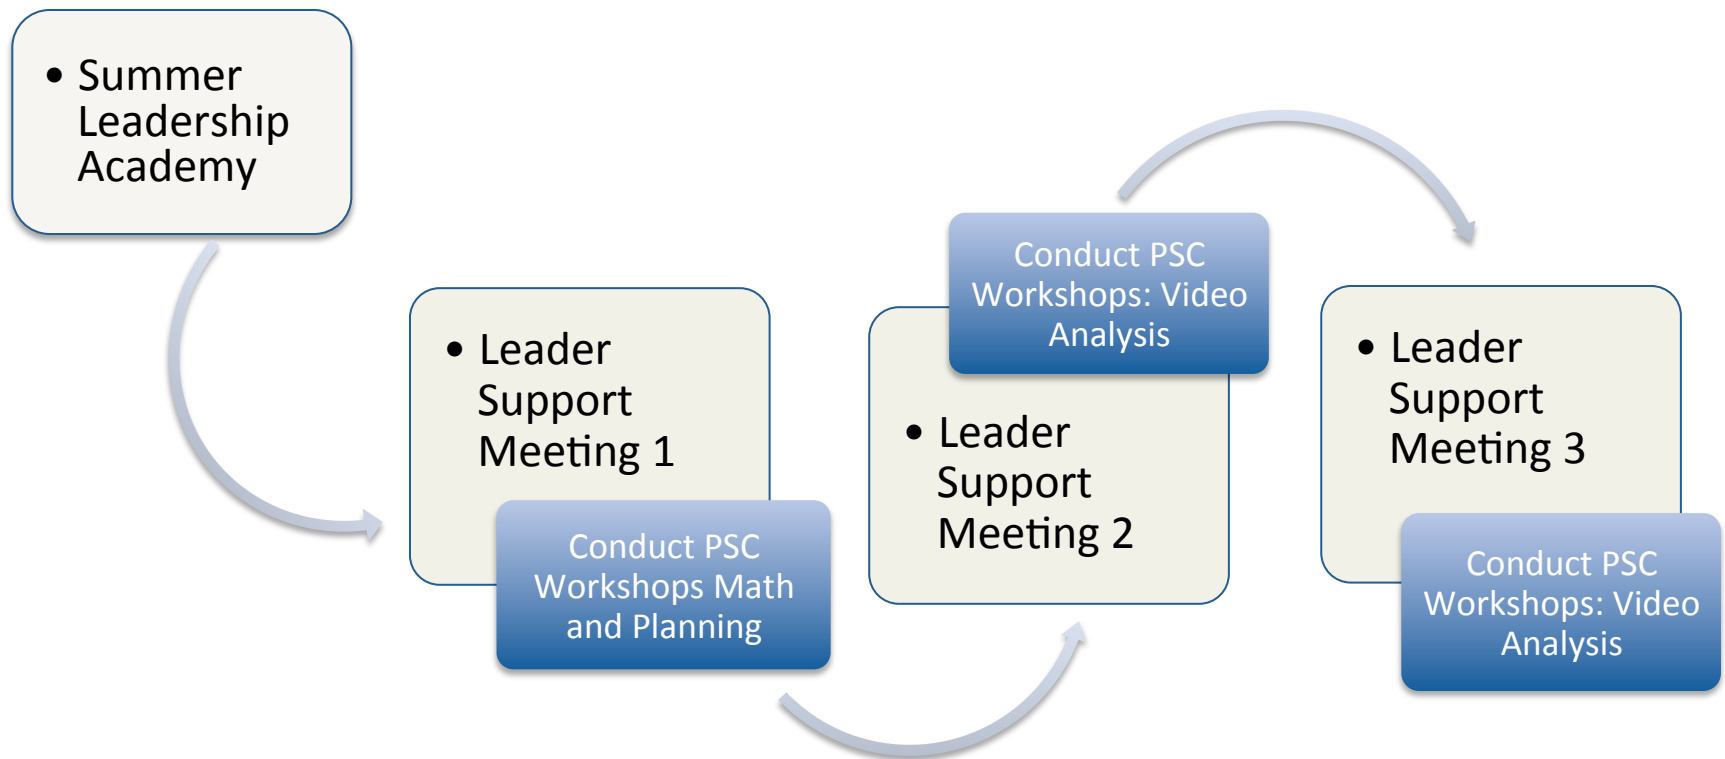 • Summer
Leadership
Academy
• Leader
Support
Meeting 1
Conduct PSC
Workshops Math
and Planning
Conduct PSC
Workshops: Video
Analysis
• Leader
Support
Meeting 2
• Leader
Support
Meeting 3
Conduct PSC
Workshops: Video
Analysis